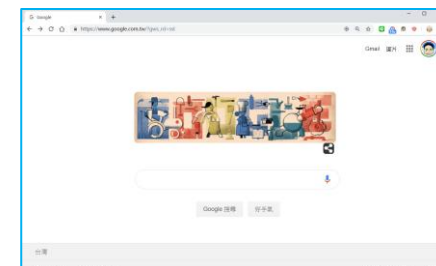 Google
https://www.google.com.tw/?gws_rd=ssl
Gmail 圖片
Google 搜尋 好手氣
台灣